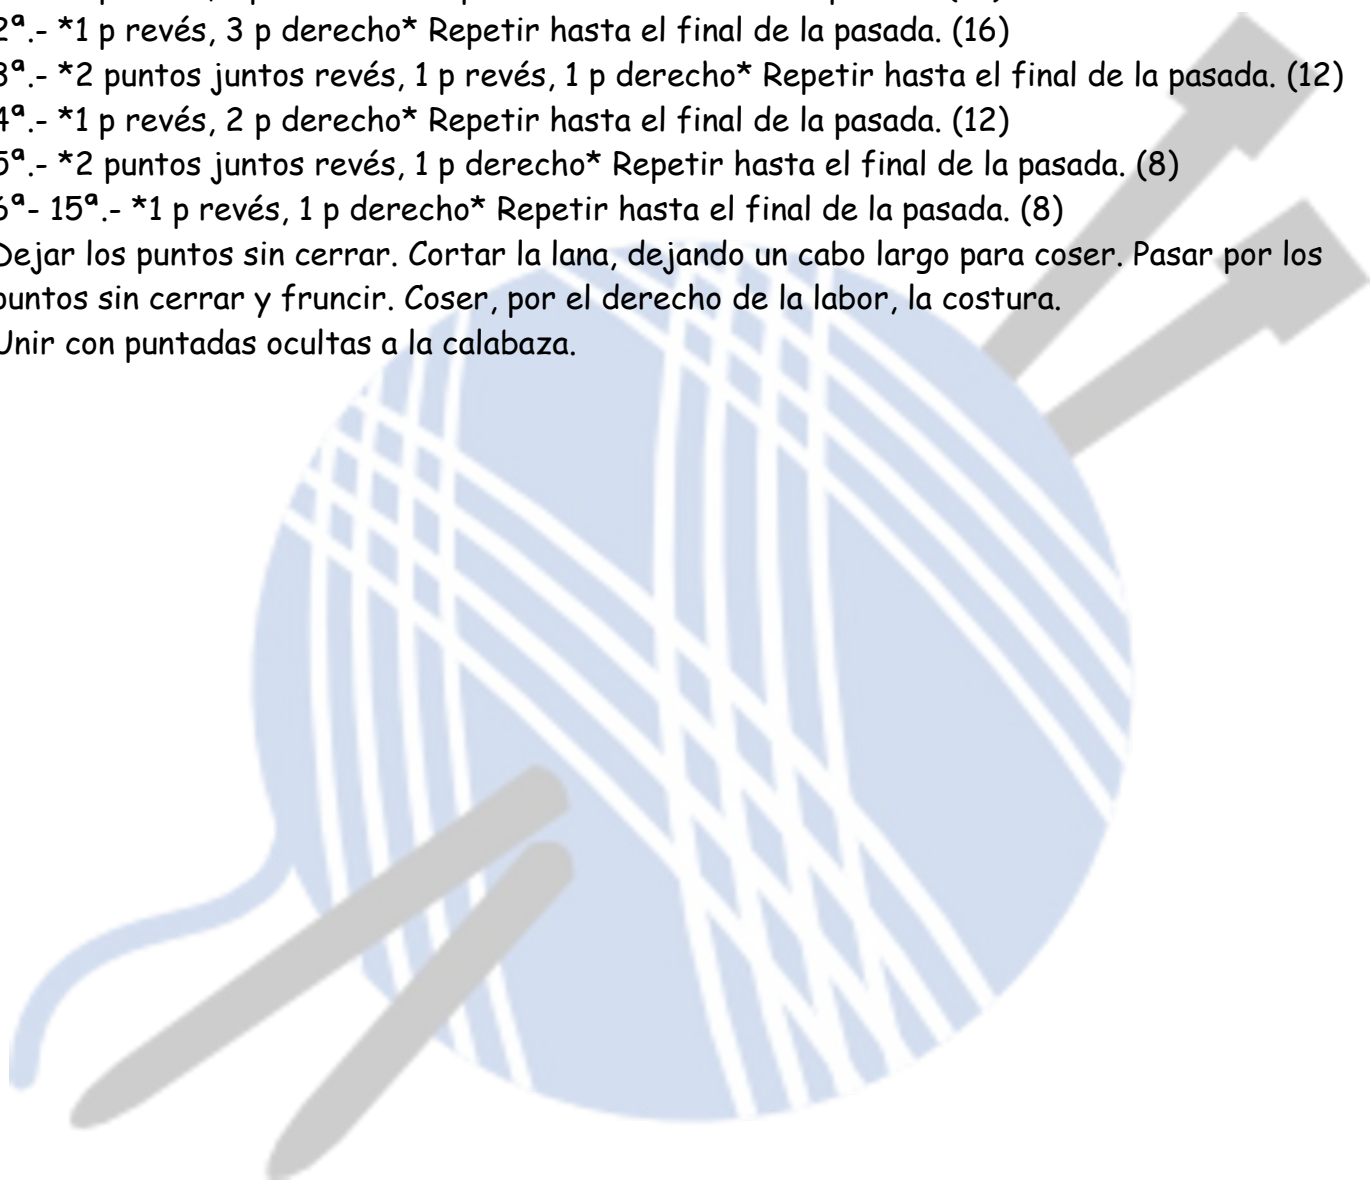 2ª.- *1 p revés, 3 p derecho* Repetir hasta el final de la pasada. (16)
3ª.- *2 puntos juntos revés, 1 p revés, 1 p derecho* Repetir hasta el final de la pasada. (12)
4ª.- *1 p revés, 2 p derecho* Repetir hasta el final de la pasada. (12)
5ª.- *2 puntos juntos revés, 1 p derecho* Repetir hasta el final de la pasada. (8)
6ª- 15ª.- *1 p revés, 1 p derecho* Repetir hasta el final de la pasada. (8)
Dejar los puntos sin cerrar. Cortar la lana, dejando un cabo largo para coser. Pasar por los
puntos sin cerrar y fruncir. Coser, por el derecho de la labor, la costura.
Unir con puntadas ocultas a la calabaza.